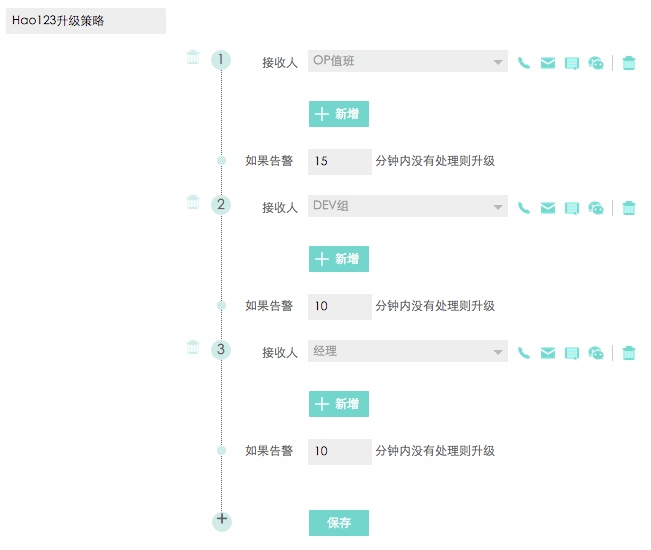 Hao123升级策略
1 接收人 OP值班
新增
如果告警 15 分钟内没有处理则升级
2 接收人 DEV组
新增
如果告警 10 分钟内没有处理则升级
3 接收人 经理
新增
如果告警 10 分钟内没有处理则升级
保存